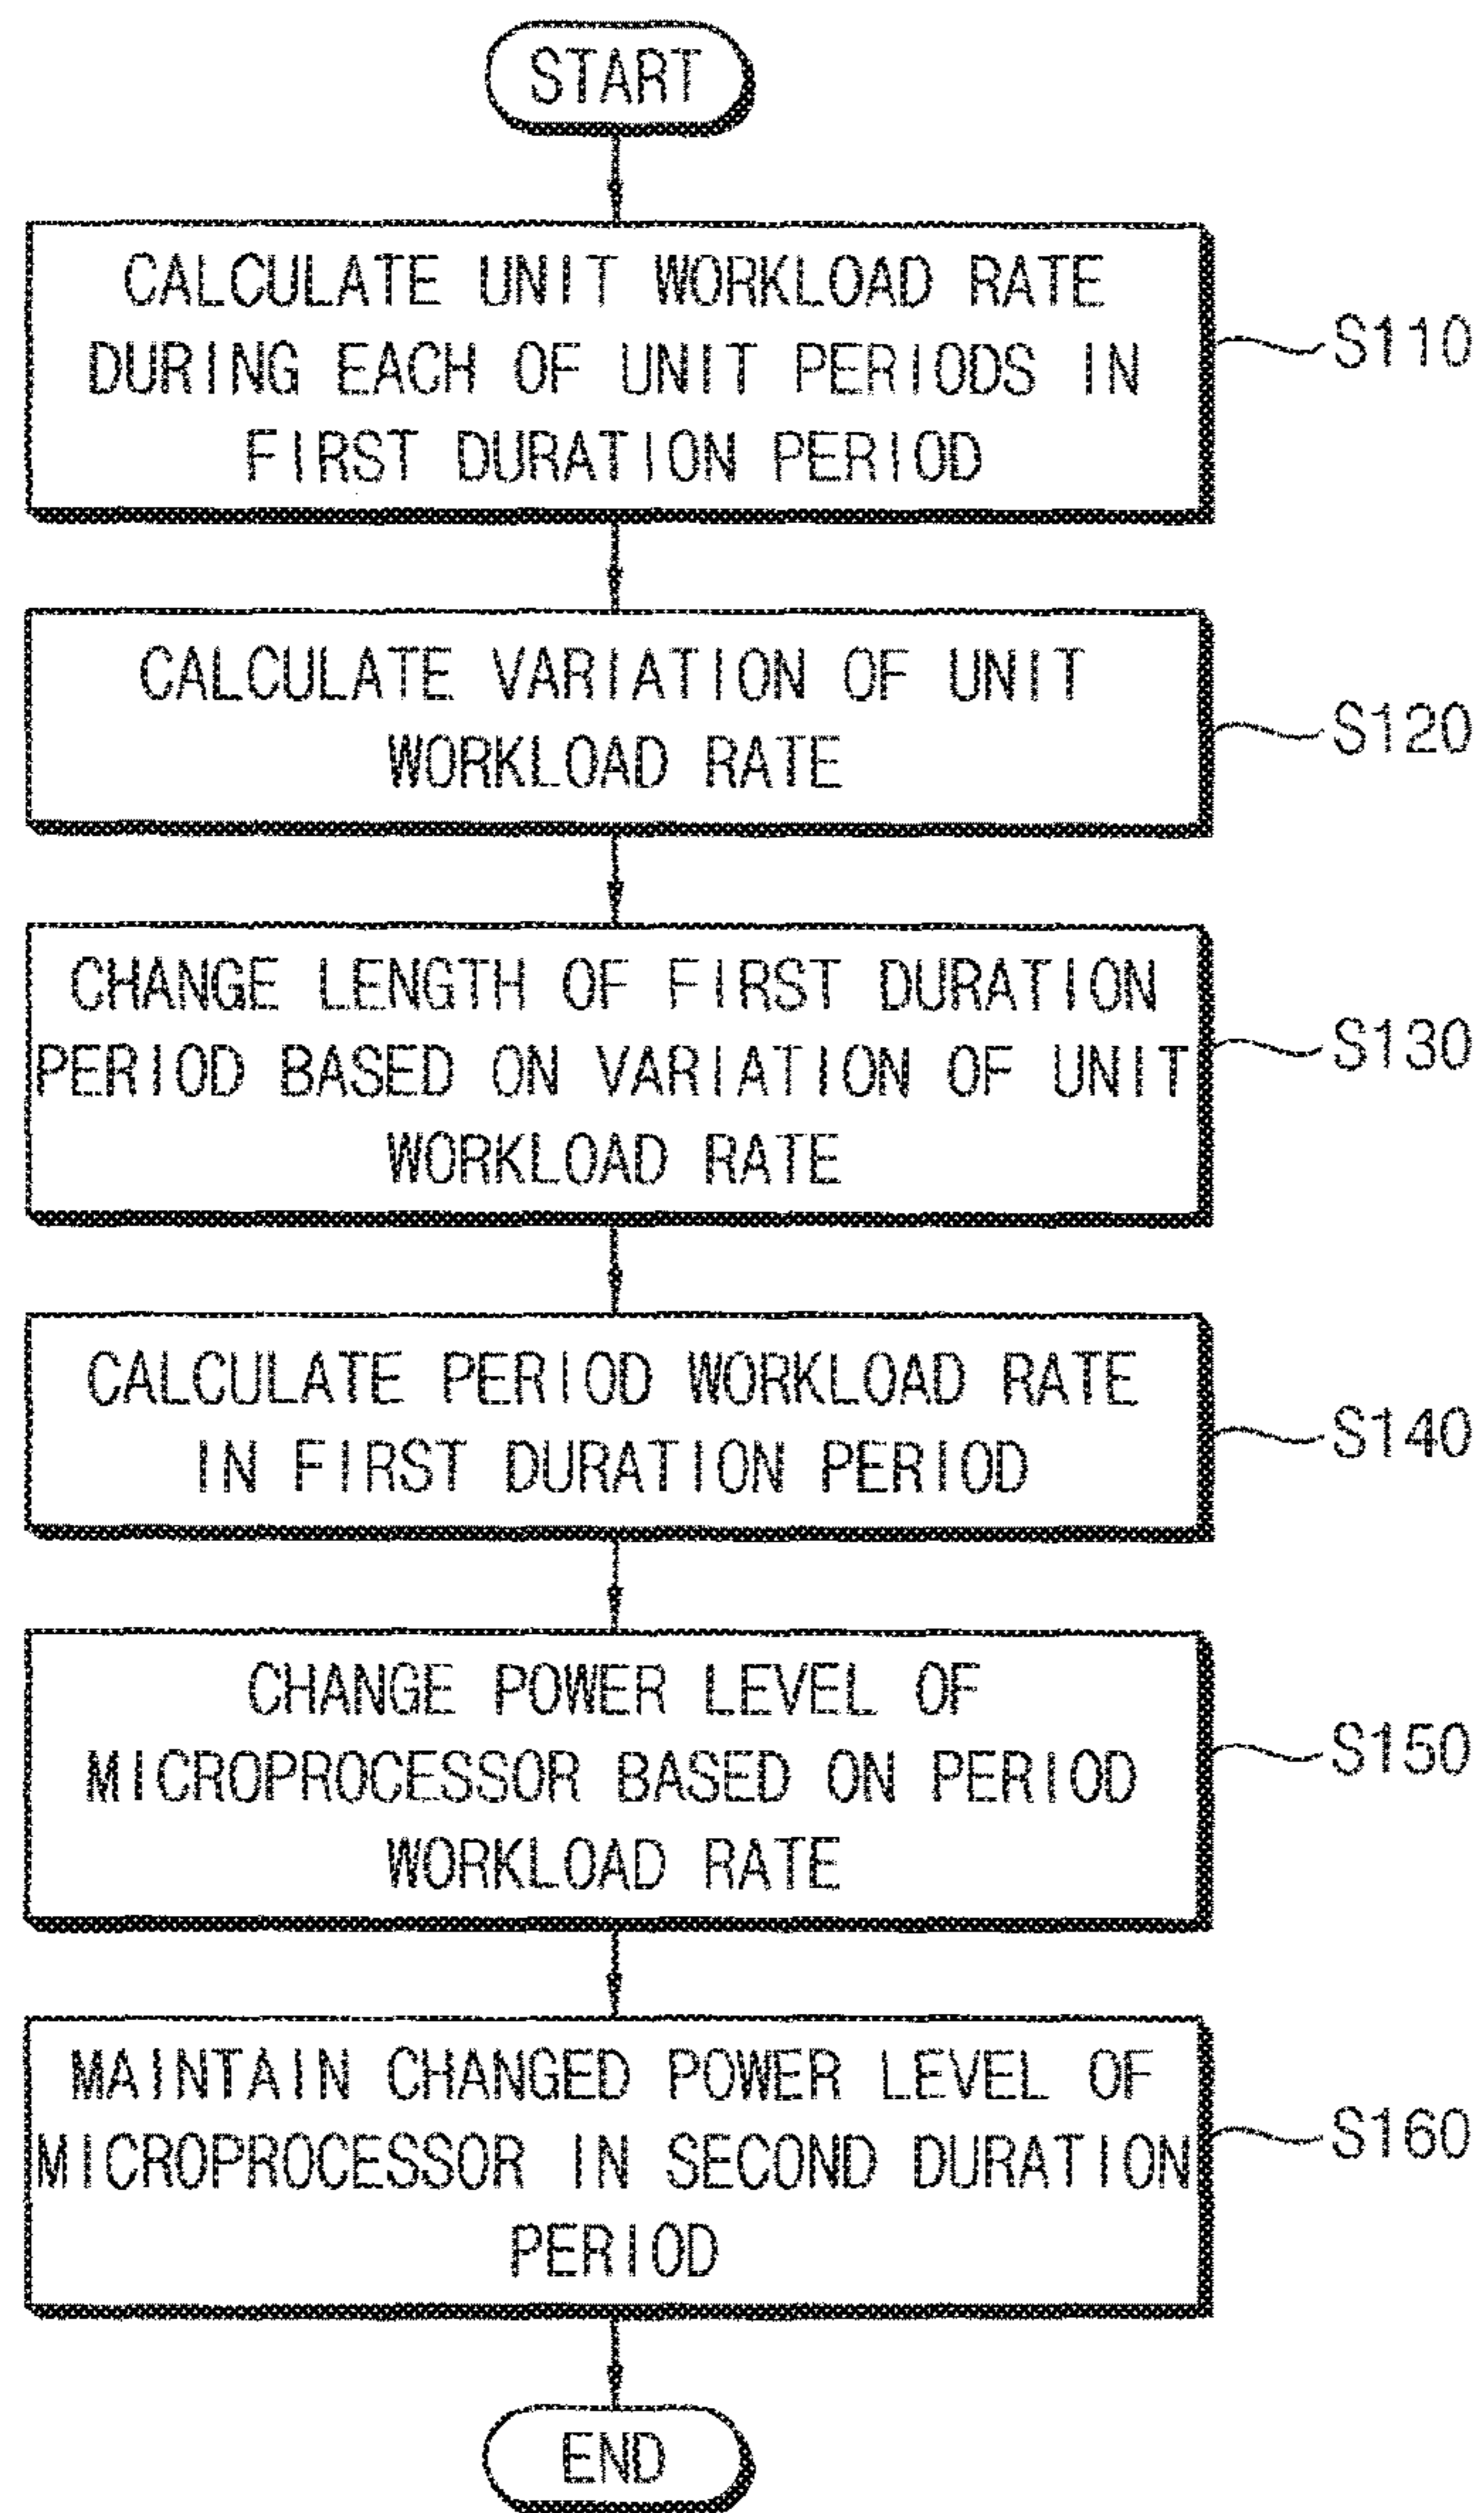 START
CALCULATE UNIT WORKLOAD RATE
DURING EACH OF UNIT PERIODS IN
FIRST DURATION PERIOD
S110
CALCULATE VARIATION OF UNIT
WORKLOAD RATE
S120
CHANGE LENGTH OF FIRST DURATION
PERIOD BASED ON VARIATION OF UNIT
WORKLOAD RATE
S130
CALCULATE PERIOD WORKLOAD RATE
IN FIRST DURATION PERIOD
S140
CHANGE POWER LEVEL OF
MICROPROCESSOR BASED ON PERIOD
WORKLOAD RATE
S150
MAINTAIN CHANGED POWER LEVEL OF
MICROPROCESSOR IN SECOND DURATION
PERIOD
S160
END